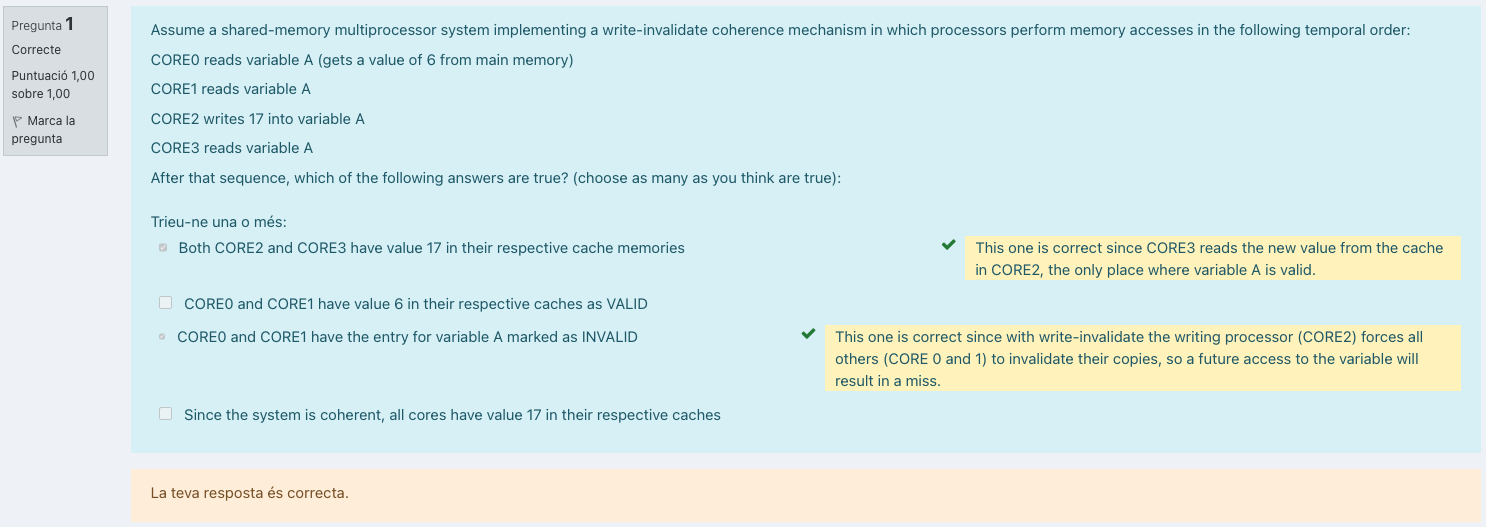 Pregunta 1
Correcte
Puntuació 1,00
sobre 1,00
Marca la
pregunta
Assume a shared-memory multiprocessor system implementing a write-invalidate coherence mechanism in which processors perform memory accesses in the following temporal order:
CORE0 reads variable A (gets a value of 6 from main memory)
CORE1 reads variable A
CORE2 writes 17 into variable A
CORE3 reads variable A
After that sequence, which of the following answers are true? (choose as many as you think are true):
Trieu-ne una o més:
Both CORE2 and CORE3 have value 17 in their respective cache memories
This one is correct since CORE3 reads the new value from the cache
in CORE2, the only place where variable A is valid.
CORE0 and CORE1 have value 6 in their respective caches as VALID
CORE0 and CORE1 have the entry for variable A marked as INVALID
This one is correct since with write-invalidate the writing processor (CORE2) forces all
others (CORE 0 and 1) to invalidate their copies, so a future access to the variable will
result in a miss.
Since the system is coherent, all cores have value 17 in their respective caches
La teva resposta és correcta.